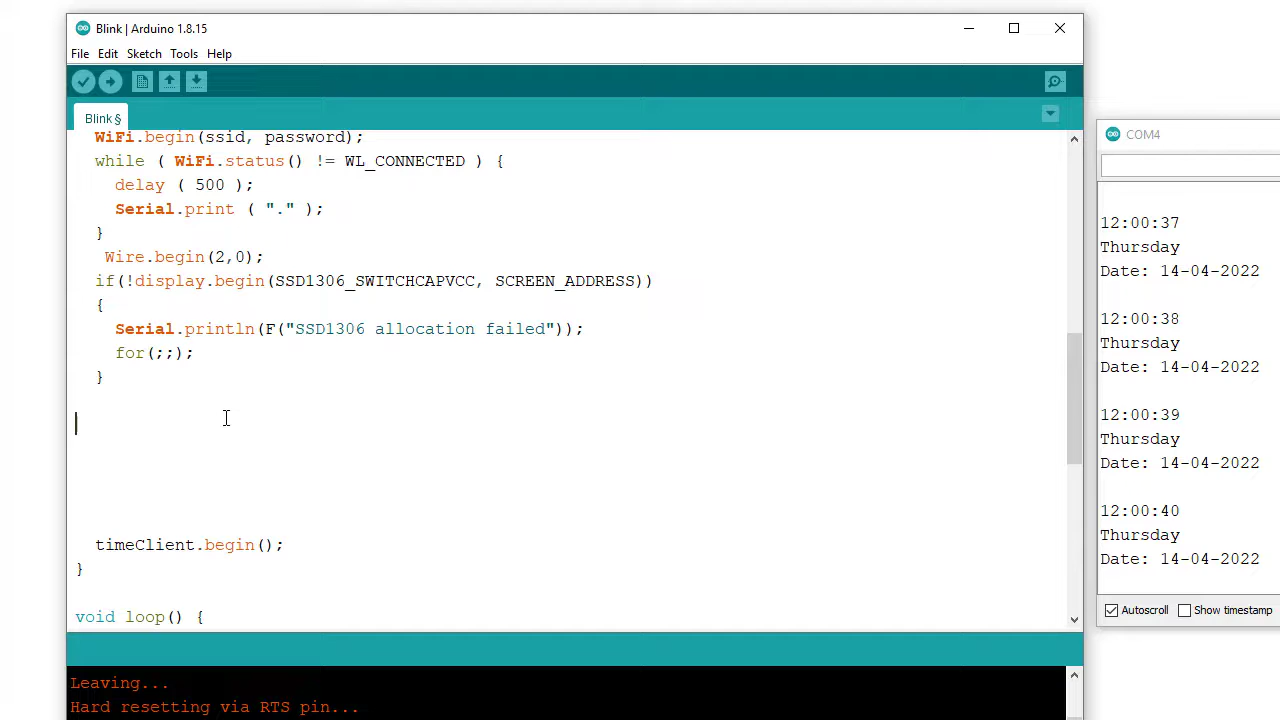 Blink | Arduino 1.8.15
File Edit Sketch Tools Help
Blink §
WiFi.begin(ssid, password);
while ( WiFi.status() != WL_CONNECTED ) {
delay ( 500 );
Serial.print ( "." );
}
Wire.begin(2,0);
if(!display.begin(SSD1306_SWITCHCAPVCC, SCREEN_ADDRESS))
{
Serial.println(F("SSD1306 allocation failed"));
for(;;);
}
timeClient.begin();
}
void loop() {
Leaving...
Hard resetting via RTS pin...
COM4
12:00:37
Thursday
Date: 14-04-2022
12:00:38
Thursday
Date: 14-04-2022
12:00:39
Thursday
Date: 14-04-2022
12:00:40
Thursday
Date: 14-04-2022
Autoscroll Show timestamp